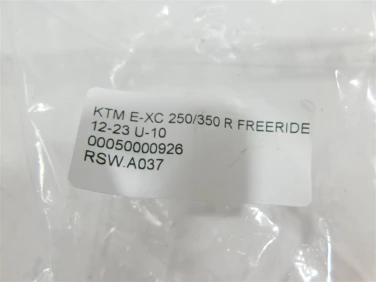 KTM E-XC 250/350 R FREERIDE
12-23 U-10
00050000926
RSW.A037